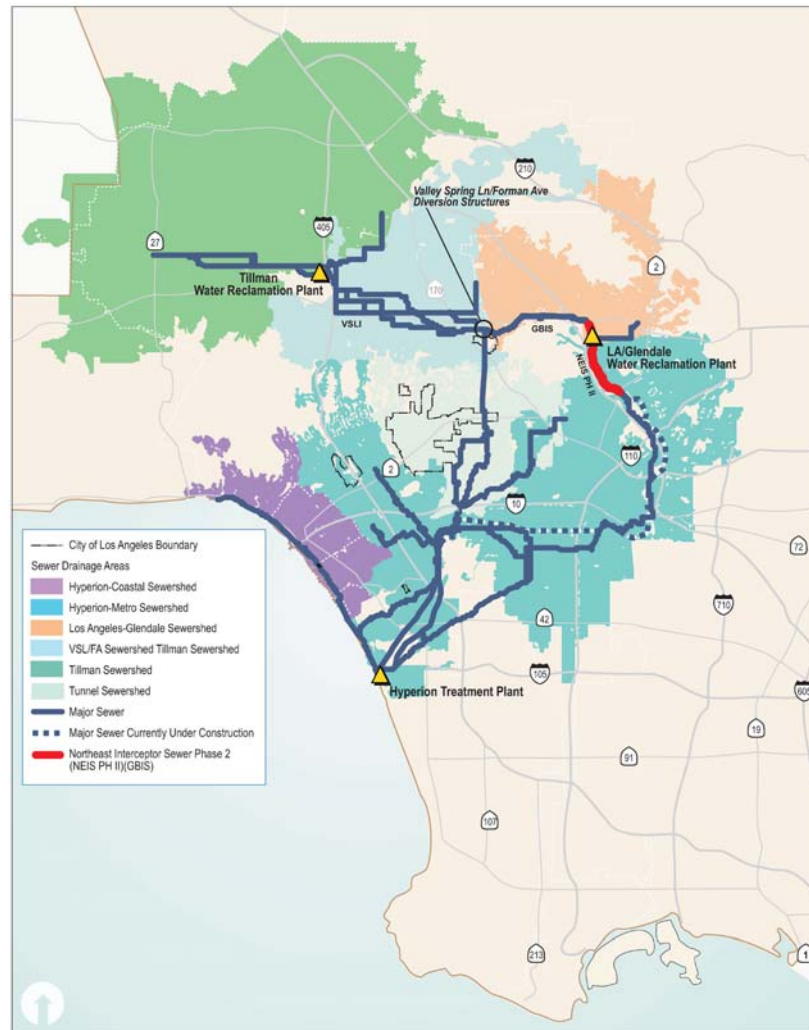 210
Valley Spring Ln/Forman Ave
Diversion Structures
405
27
2
Tillman
Water Reclamation Plant
170
VSLI
GBIS
LA/Glendale
Water Reclamation Plant
NEIS PH II
2
110
10
City of Los Angeles Boundary
Sewer Drainage Areas
Hyperion-Coastal Sewershed
Hyperion-Metro Sewershed
Los Angeles-Glendale Sewershed
VSL/FA Sewershed Tillman Sewershed
Tillman Sewershed
Tunnel Sewershed
Major Sewer
Major Sewer Currently Under Construction
Northeast Interceptor Sewer Phase 2
(NEIS PH II)(GBIS)
72
710
42
105
605
Hyperion Treatment Plant
19
91
107
213
1